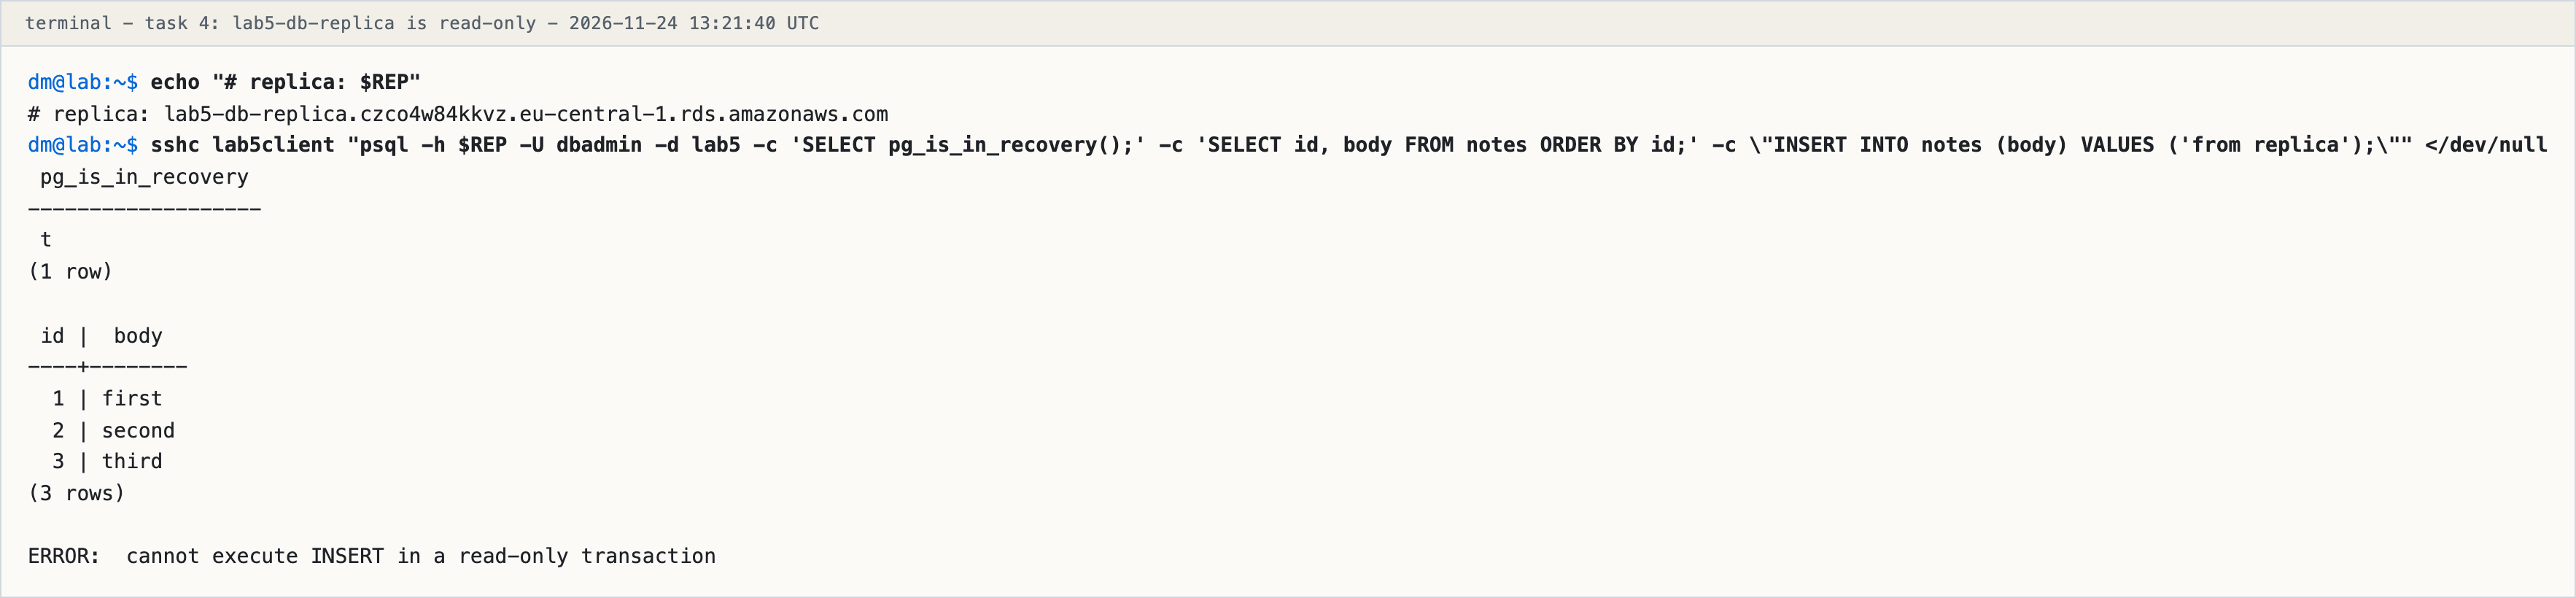 terminal – task 4: lab5-db-replica is read-only – 2026-11-24 13:21:40 UTC
dm@lab:~$ echo "# replica: $REP"
# replica: lab5-db-replica.czco4w84kkvz.eu-central-1.rds.amazonaws.com
dm@lab:~$ sshc lab5client "psql -h $REP -U dbadmin -d lab5 -c 'SELECT pg_is_in_recovery();' -c 'SELECT id, body FROM notes ORDER BY id;' -c \"INSERT INTO notes (body) VALUES ('from replica');\"" </dev/null
 pg_is_in_recovery
-------------------
 t
(1 row)

 id |  body
----+--------
  1 | first
  2 | second
  3 | third
(3 rows)

ERROR:  cannot execute INSERT in a read-only transaction